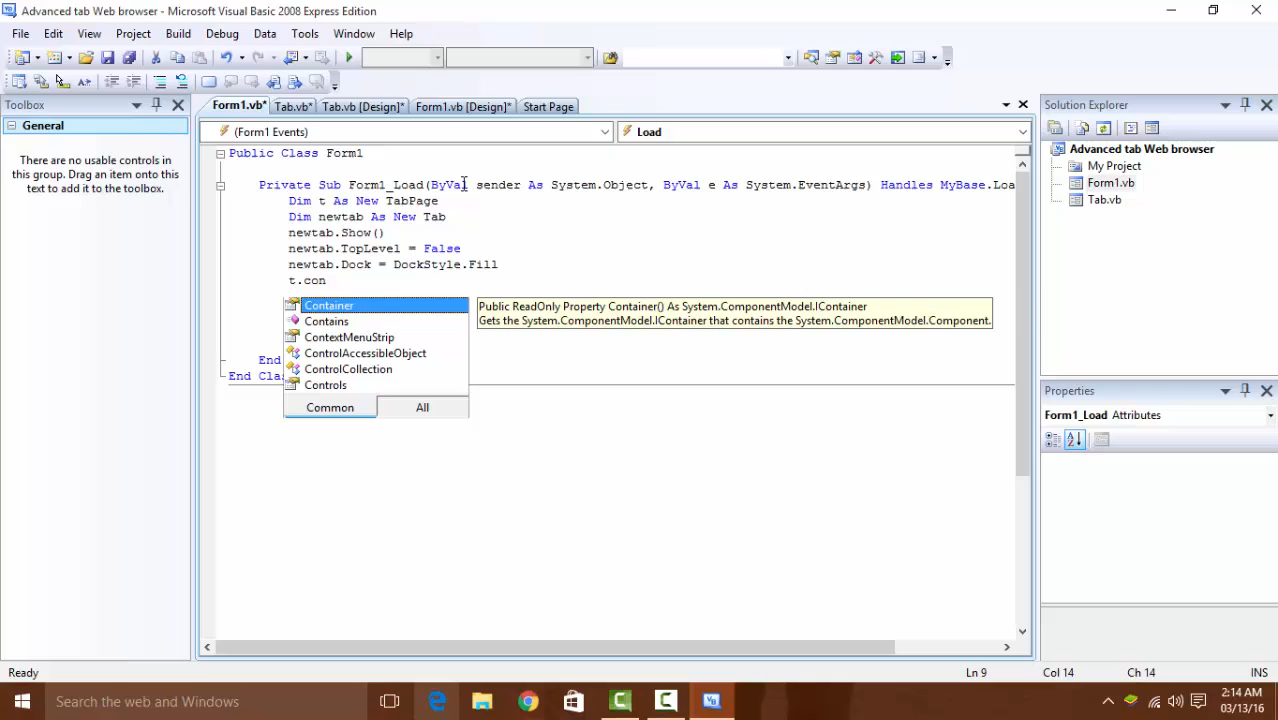 Advanced tab Web browser - Microsoft Visual Basic 2008 Express Edition
File Edit View Project Build Debug Data Tools Window Help
Toolbox
Form1.vb* Tab.vb* Tab.vb [Design]* Form1.vb [Design]* Start Page
Solution Explorer
General
(Form1 Events) Load
There are no usable controls in
this group. Drag an item onto this
text to add it to the toolbox.
Public Class Form1
Private Sub Form1_Load(ByVal sender As System.Object, ByVal e As System.EventArgs) Handles MyBase.Loa
Dim t As New TabPage
Dim newtab As New Tab
newtab.Show()
newtab.TopLevel = False
newtab.Dock = DockStyle.Fill
t.con
Container
Contains
ContextMenuStrip
ControlAccessibleObject
ControlCollection
Controls
Common All
Public ReadOnly Property Container() As System.ComponentModel.IContainer
Gets the System.ComponentModel.IContainer that contains the System.ComponentModel.Component.
End
End Clas
Advanced tab Web browser
My Project
Form1.vb
Tab.vb
Properties
Form1_Load Attributes
Ready Ln 9 Col 14 Ch 14 INS
Search the web and Windows
2:14 AM
03/13/16